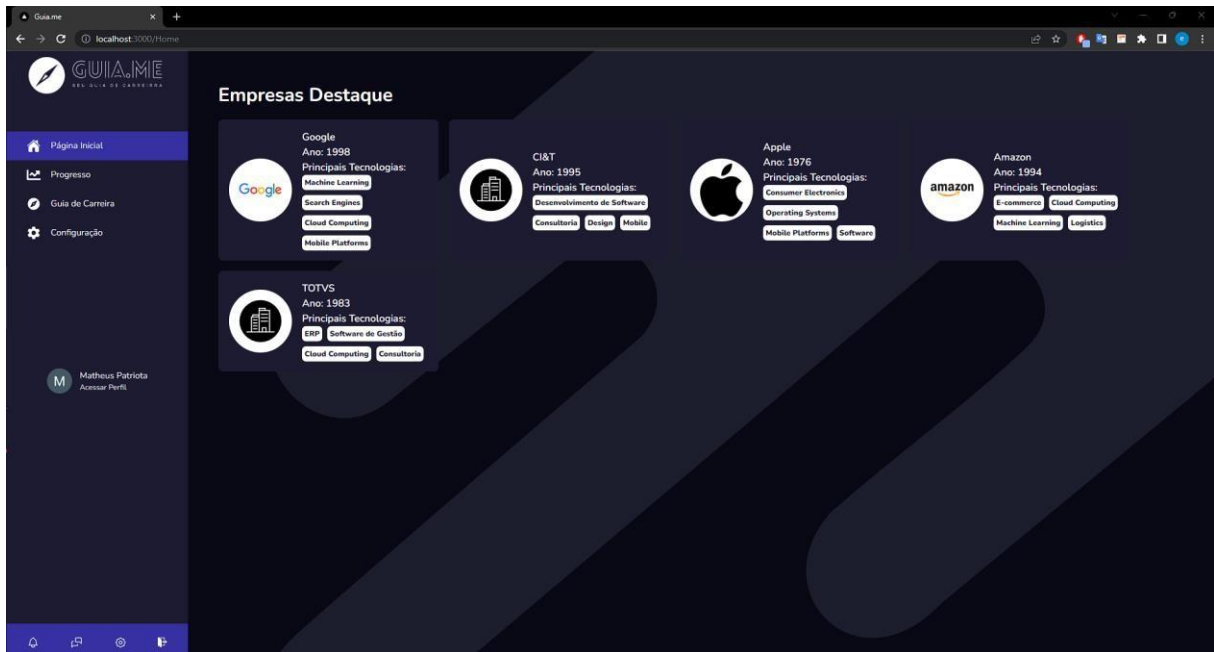 Guia.me
localhost:3000/Home
GUIA.ME
SEU GUIA DE CARREIRA
Página Inicial
Progresso
Guia de Carreira
Configuração
M
Matheus Patriota
Acessar Perfil
Empresas Destaque
Google
Google
Ano: 1998
Principais Tecnologias:
Machine Learning
Search Engines
Cloud Computing
Mobile Platforms
CI&T
Ano: 1995
Principais Tecnologias:
Desenvolvimento de Software
Consultoria Design Mobile
Apple
Ano: 1976
Principais Tecnologias:
Consumer Electronics
Operating Systems
Mobile Platforms Software
amazon
Amazon
Ano: 1994
Principais Tecnologias:
E-commerce Cloud Computing
Machine Learning Logistics
TOTVS
Ano: 1983
Principais Tecnologias:
ERP Software de Gestão
Cloud Computing Consultoria